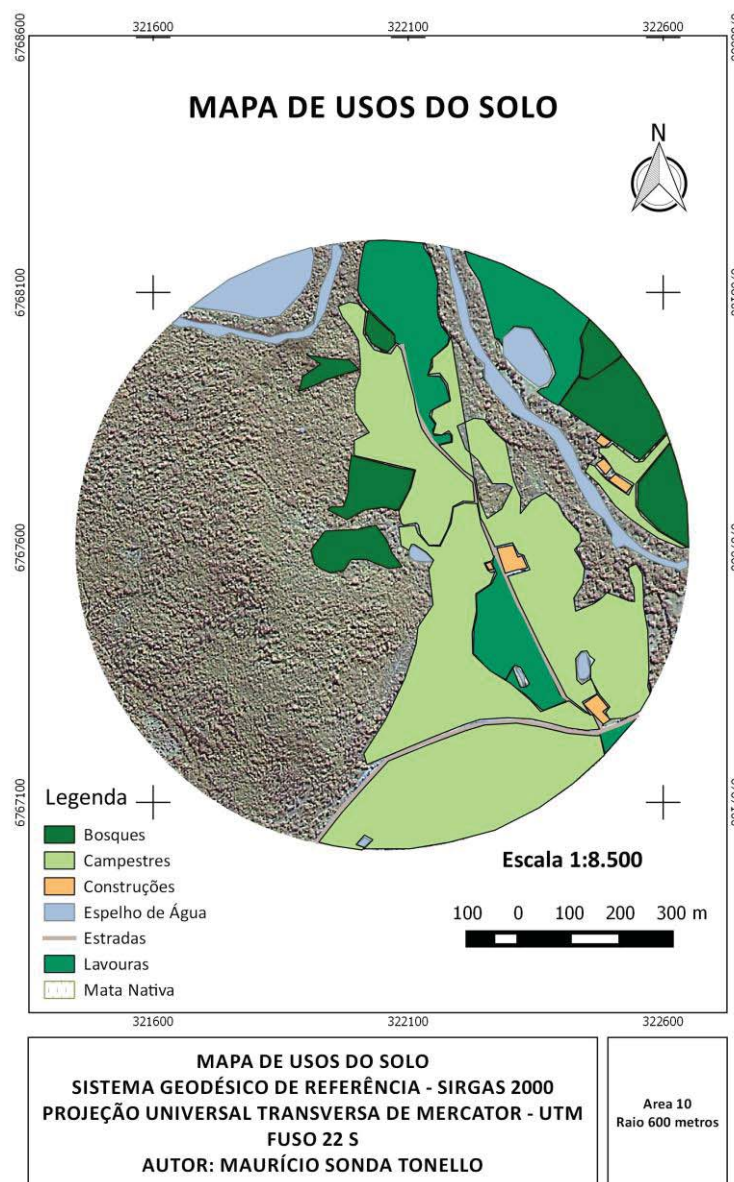 321600 322100 322600
6768600
MAPA DE USOS DO SOLO
N
6768100 6768100
6767600 6767600
6767100
Legenda
Bosques
Campestres
Construções
Espelho de Água
Estradas
Lavouras
Mata Nativa
Escala 1:8.500
100 0 100 200 300 m
321600 322100 322600
MAPA DE USOS DO SOLO
SISTEMA GEODÉSICO DE REFERÊNCIA - SIRGAS 2000
PROJEÇÃO UNIVERSAL TRANSVERSA DE MERCATOR - UTM
FUSO 22 S
AUTOR: MAURÍCIO SONDA TONELLO
Area 10
Raio 600 metros